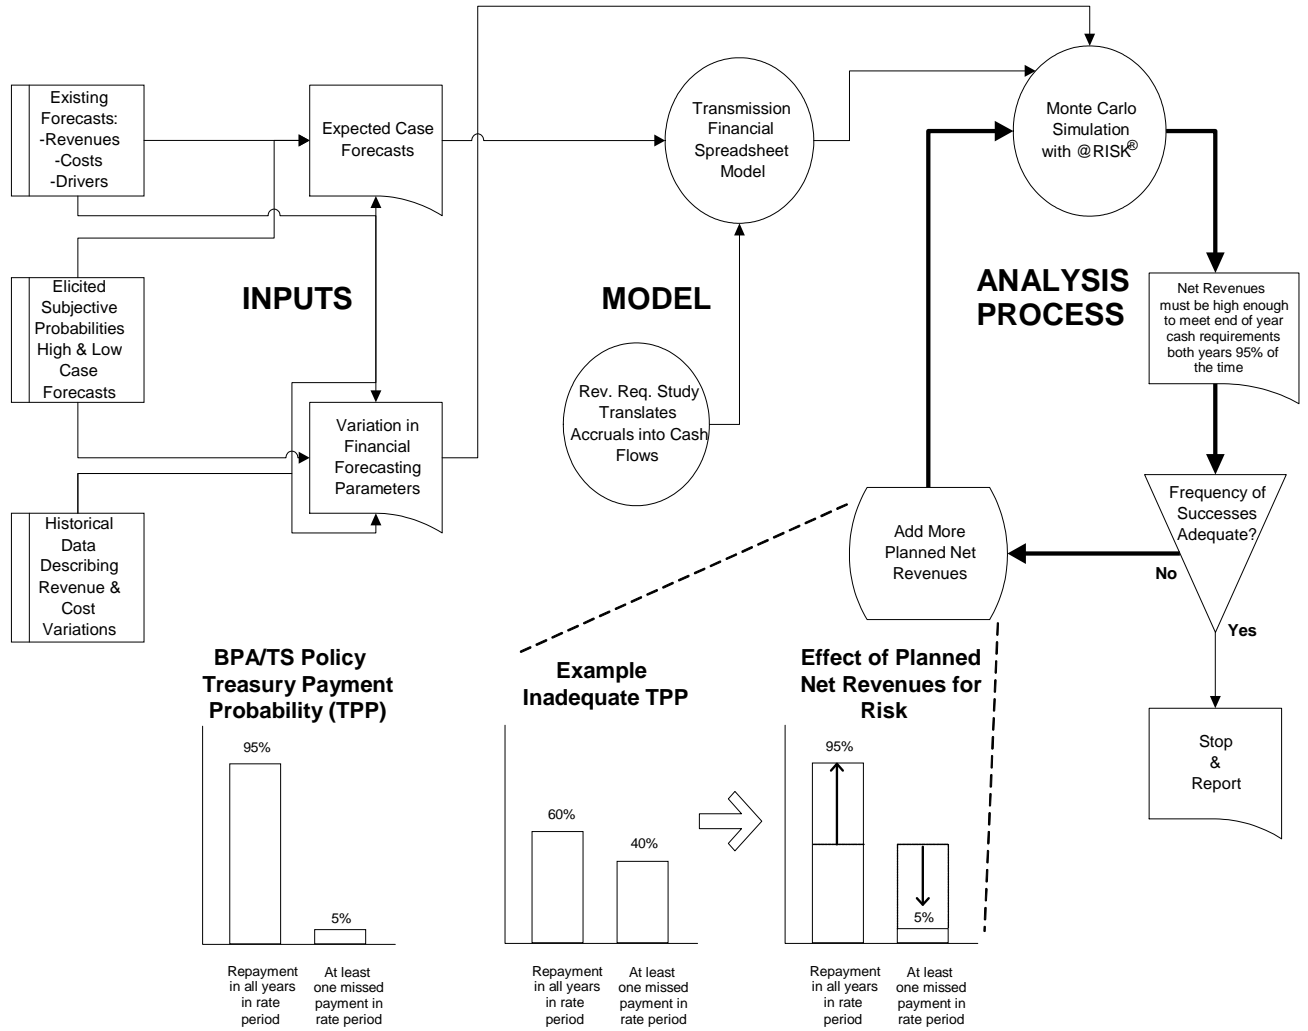 Existing
Forecasts:
-Revenues
-Costs
-Drivers
Elicited
Subjective
Probabilities
High & Low
Case
Forecasts
Historical
Data
Describing
Revenue &
Cost
Variations
Expected Case
Forecasts
INPUTS
Variation in
Financial
Forecasting
Parameters
Transmission
Financial
Spreadsheet
Model
MODEL
Rev. Req. Study
Translates
Accruals into Cash
Flows
Monte Carlo
Simulation
with @RISK®
ANALYSIS
PROCESS
Net Revenues
must be high enough
to meet end of year
cash requirements
both years 95% of
the time
Frequency of
Successes
Adequate?
No
Yes
Add More
Planned Net
Revenues
Stop
&
Report
BPA/TS Policy
Treasury Payment
Probability (TPP)
95%
5%
Repayment
in all years
in rate
period
At least
one missed
payment in
rate period
Example
Inadequate TPP
60%
40%
Repayment
in all years
in rate
period
At least
one missed
payment in
rate period
Effect of Planned
Net Revenues for
Risk
95%
5%
Repayment
in all years
in rate
period
At least
one missed
payment in
rate period